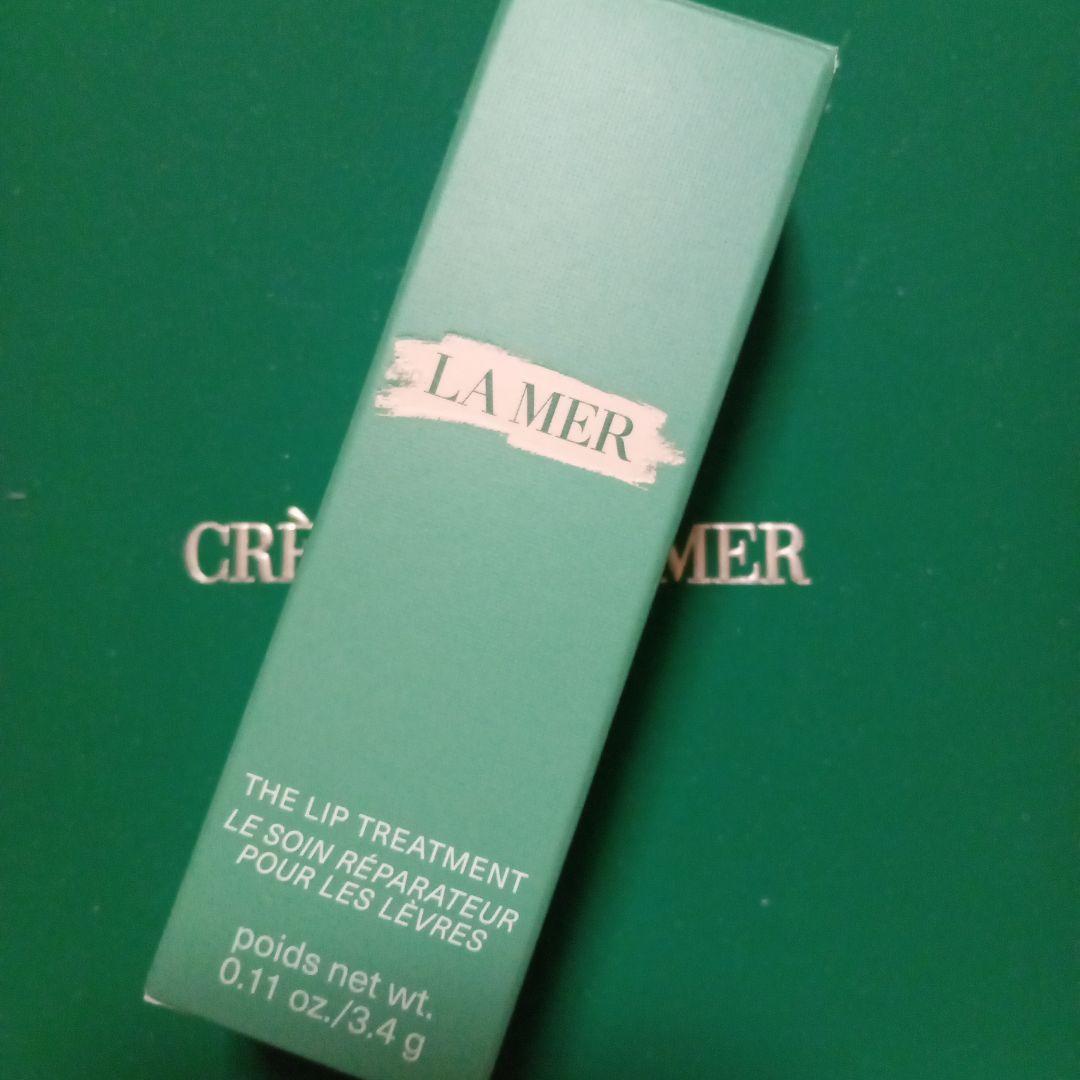 LA MER
CRÈ MER
THE LIP TREATMENT
LE SOIN RÉPARATEUR
POUR LES LÈVRES
poids net wt.
0.11 oz./3.4 g